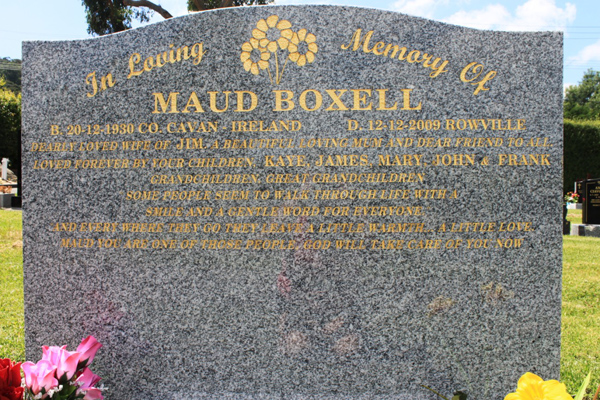 In Loving Memory Of
MAUD BOXELL
B. 20-12-1930 CO. CAVAN - IRELAND D. 12-12-2009 ROWVILLE
DEARLY LOVED WIFE OF JIM, A BEAUTIFUL LOVING MUM AND DEAR FRIEND TO ALL.
LOVED FOREVER BY YOUR CHILDREN, KAYE, JAMES, MARY, JOHN & FRANK
GRANDCHILDREN, GREAT GRANDCHILDREN
SOME PEOPLE SEEM TO WALK THROUGH LIFE WITH A
SMILE AND A GENTLE WORD FOR EVERYONE
AND EVERY WHERE THEY GO THEY LEAVE A LITTLE WARMTH... A LITTLE LOVE
MAUD YOU ARE ONE OF THOSE PEOPLE, GOD WILL TAKE CARE OF YOU NOW